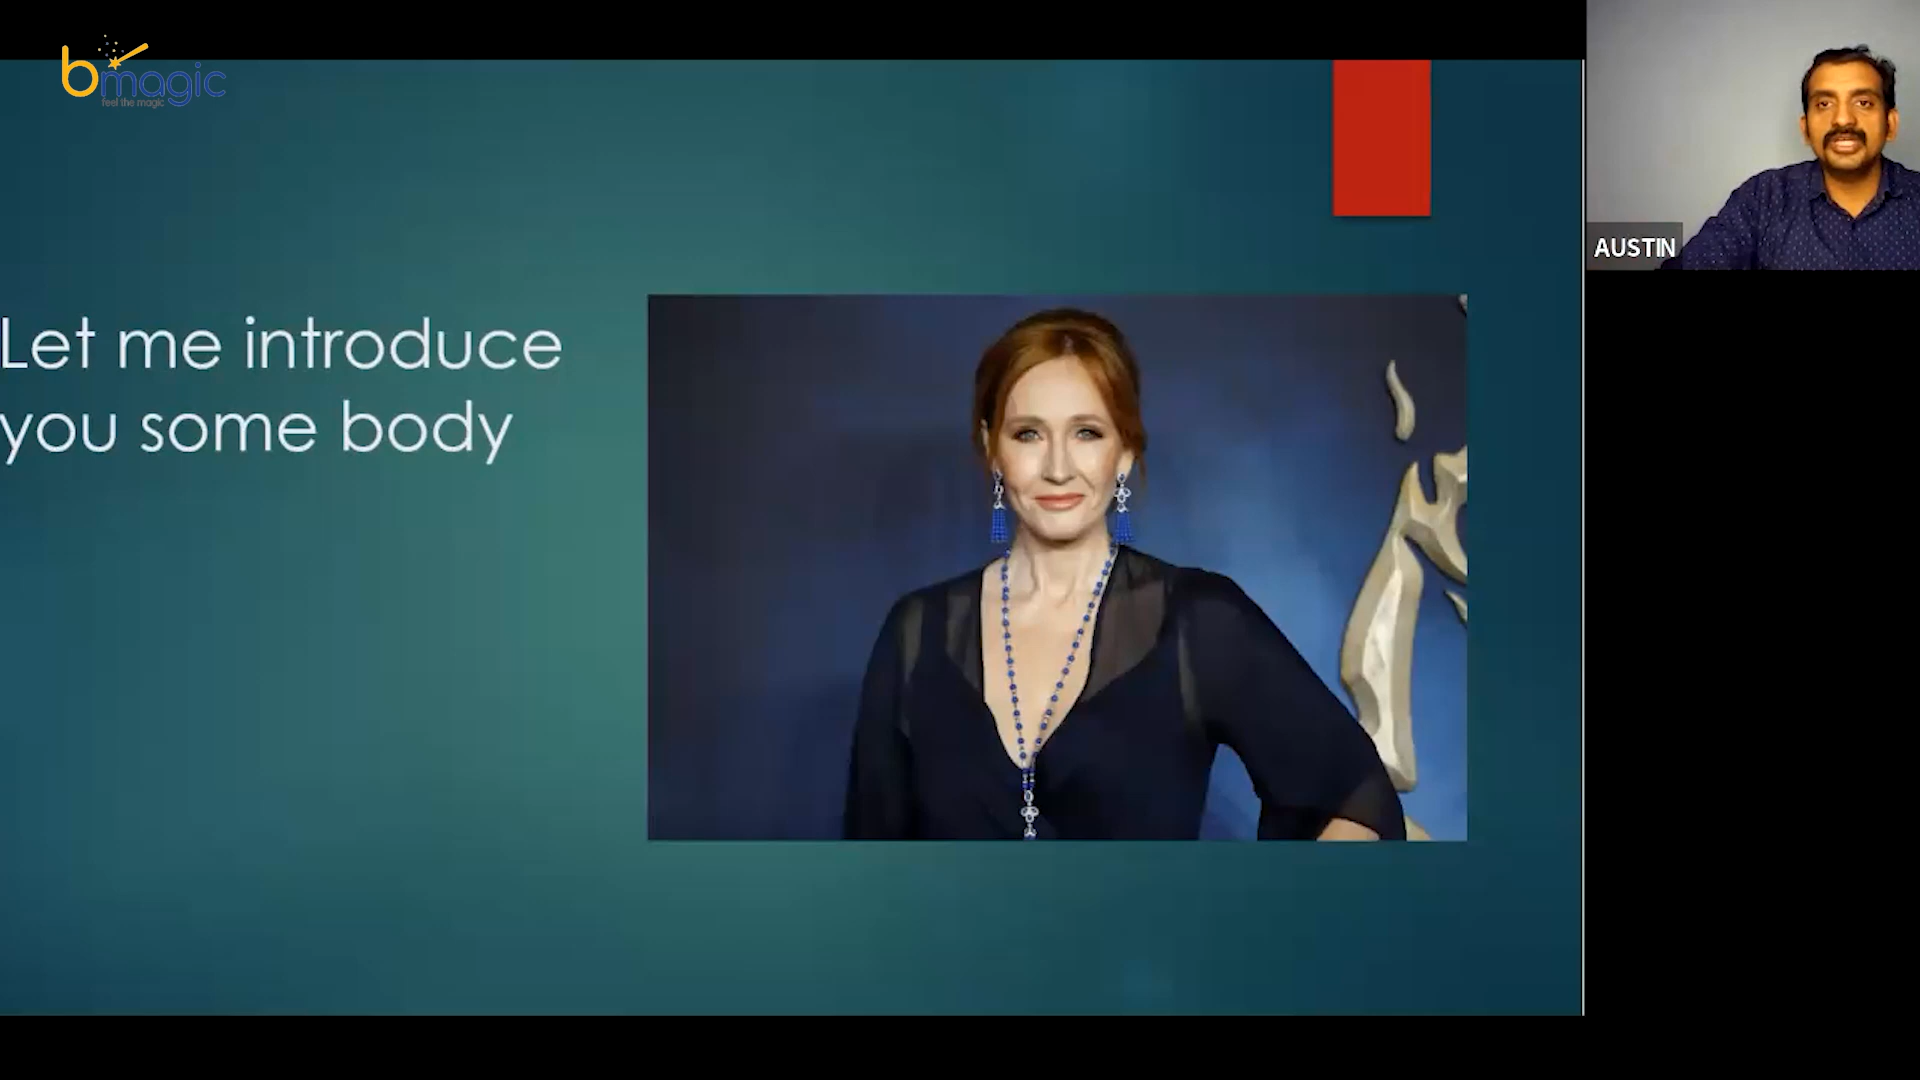 bmagic
feel the magic
Let me introduce
you some body
AUSTIN